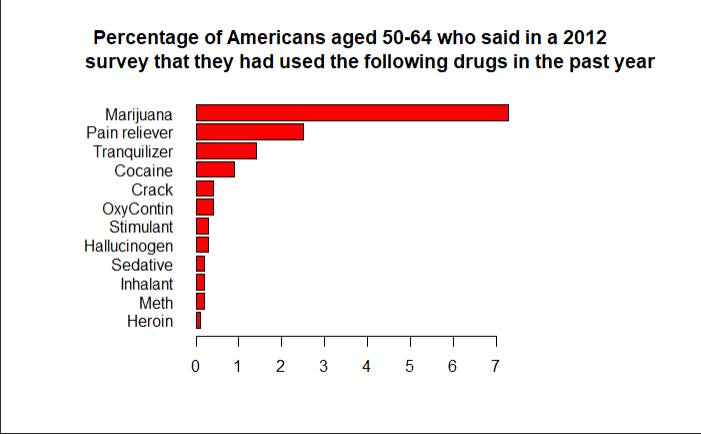 Percentage of Americans aged 50-64 who said in a 2012
survey that they had used the following drugs in the past year
Marijuana
Pain reliever
Tranquilizer
Cocaine
Crack
OxyContin
Stimulant
Hallucinogen
Sedative
Inhalant
Meth
Heroin
0 1 2 3 4 5 6 7